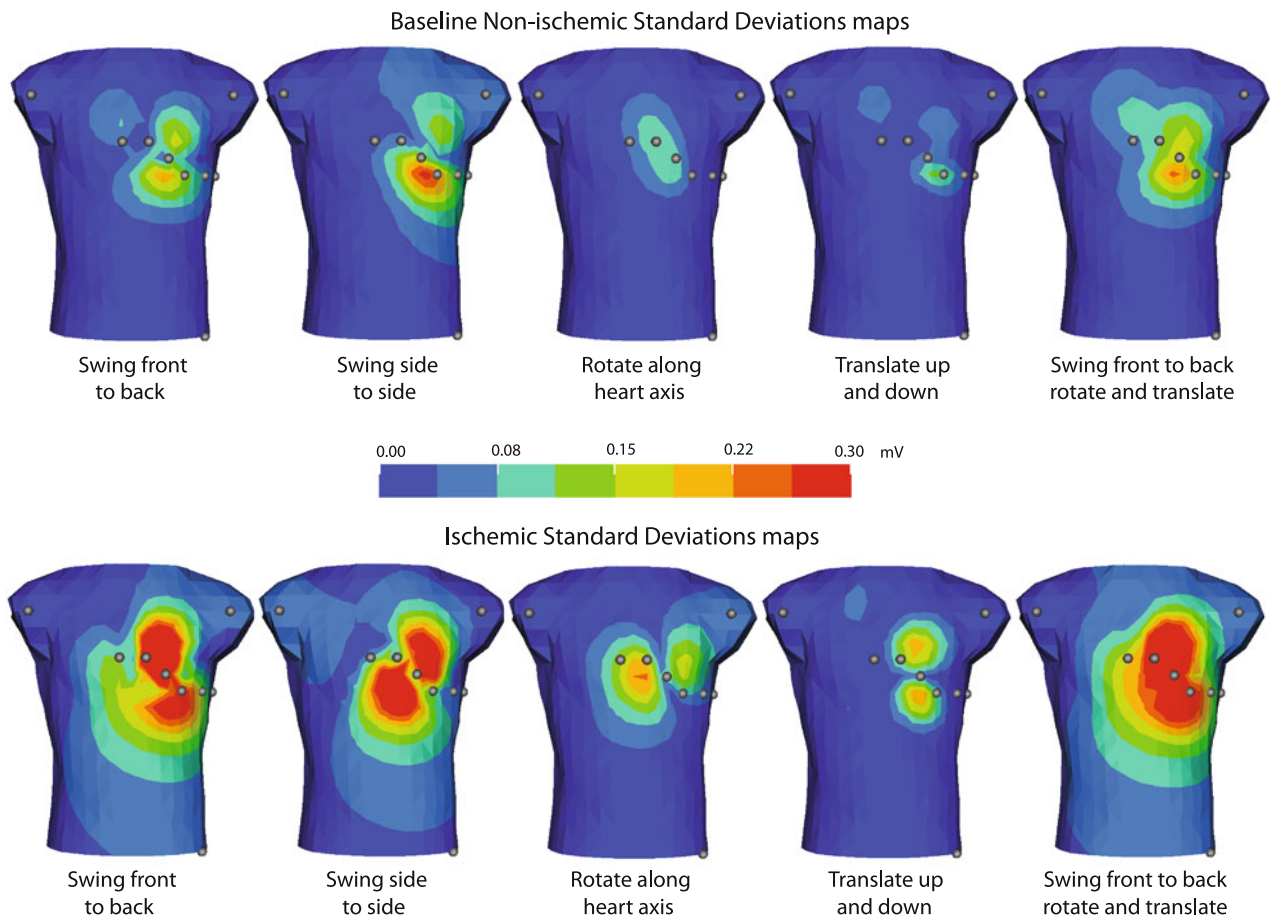 Baseline Non-ischemic Standard Deviations maps
Swing front
to back
Swing side
to side
Rotate along
heart axis
Translate up
and down
Swing front to back
rotate and translate
0.00 0.08 0.15 0.22 0.30 mV
Ischemic Standard Deviations maps
Swing front
to back
Swing side
to side
Rotate along
heart axis
Translate up
and down
Swing front to back
rotate and translate